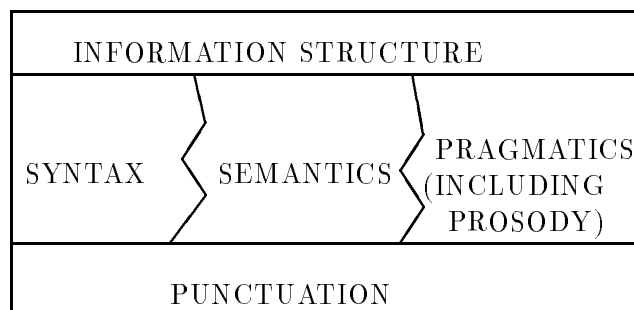 INFORMATION STRUCTURE
SYNTAX
SEMANTICS
PRAGMATICS
(INCLUDING
PROSODY)
PUNCTUATION